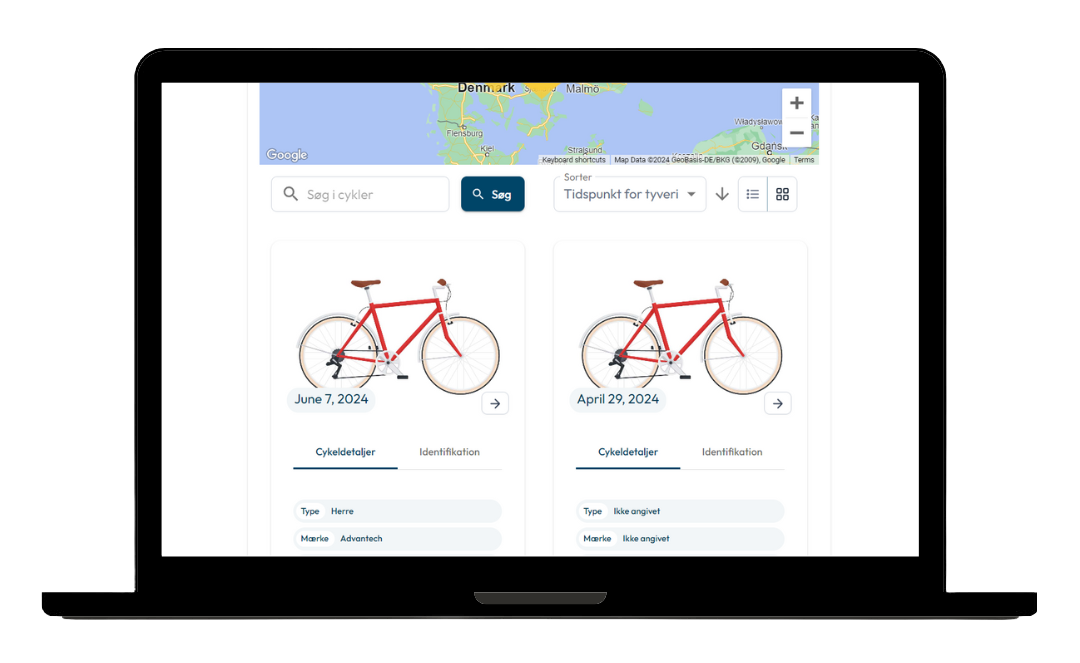 Denmark
Malmö
Flensburg
Kiel
Stralsund
Gdansk
Google
Keyboard shortcuts Map Data ©2024 GeoBasis-DE/BKG (©2009), Google Terms
Søg i cykler
Søg
Sorter
Tidspunkt for tyveri
June 7, 2024
April 29, 2024
Cykeldetaljer Identifikation
Cykeldetaljer Identifikation
Type Herre
Type Ikke angivet
Mærke Advantech
Mærke Ikke angivet